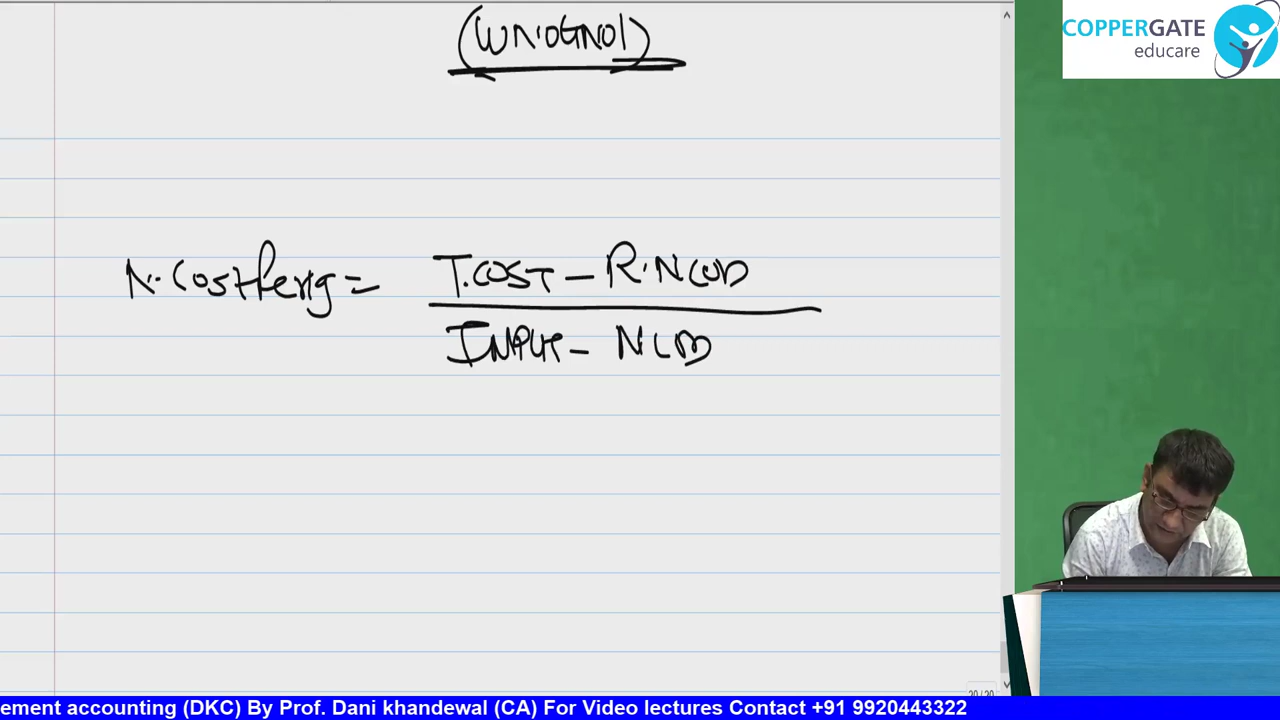 COPPERGATE
educare
N. Cost Per kg = T.COST - R.N
INPUT - N
ement accounting (DKC) By Prof. Dani khandewal (CA) For Video lectures Contact +91 9920443322